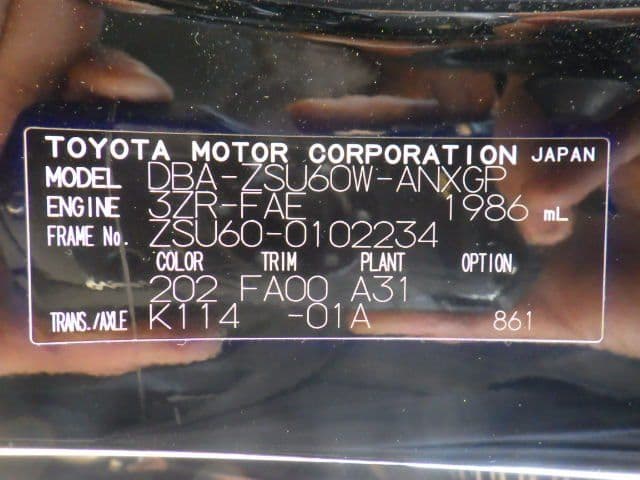 TOYOTA MOTOR CORPORATION JAPAN
MODEL DBA-ZSU60W-ANXGP
ENGINE 3ZR-FAE 1986 mL
FRAME No. ZSU60-0102234
COLOR TRIM PLANT OPTION
202 FA00 A31
TRANS./AXLE K114 -01A 861